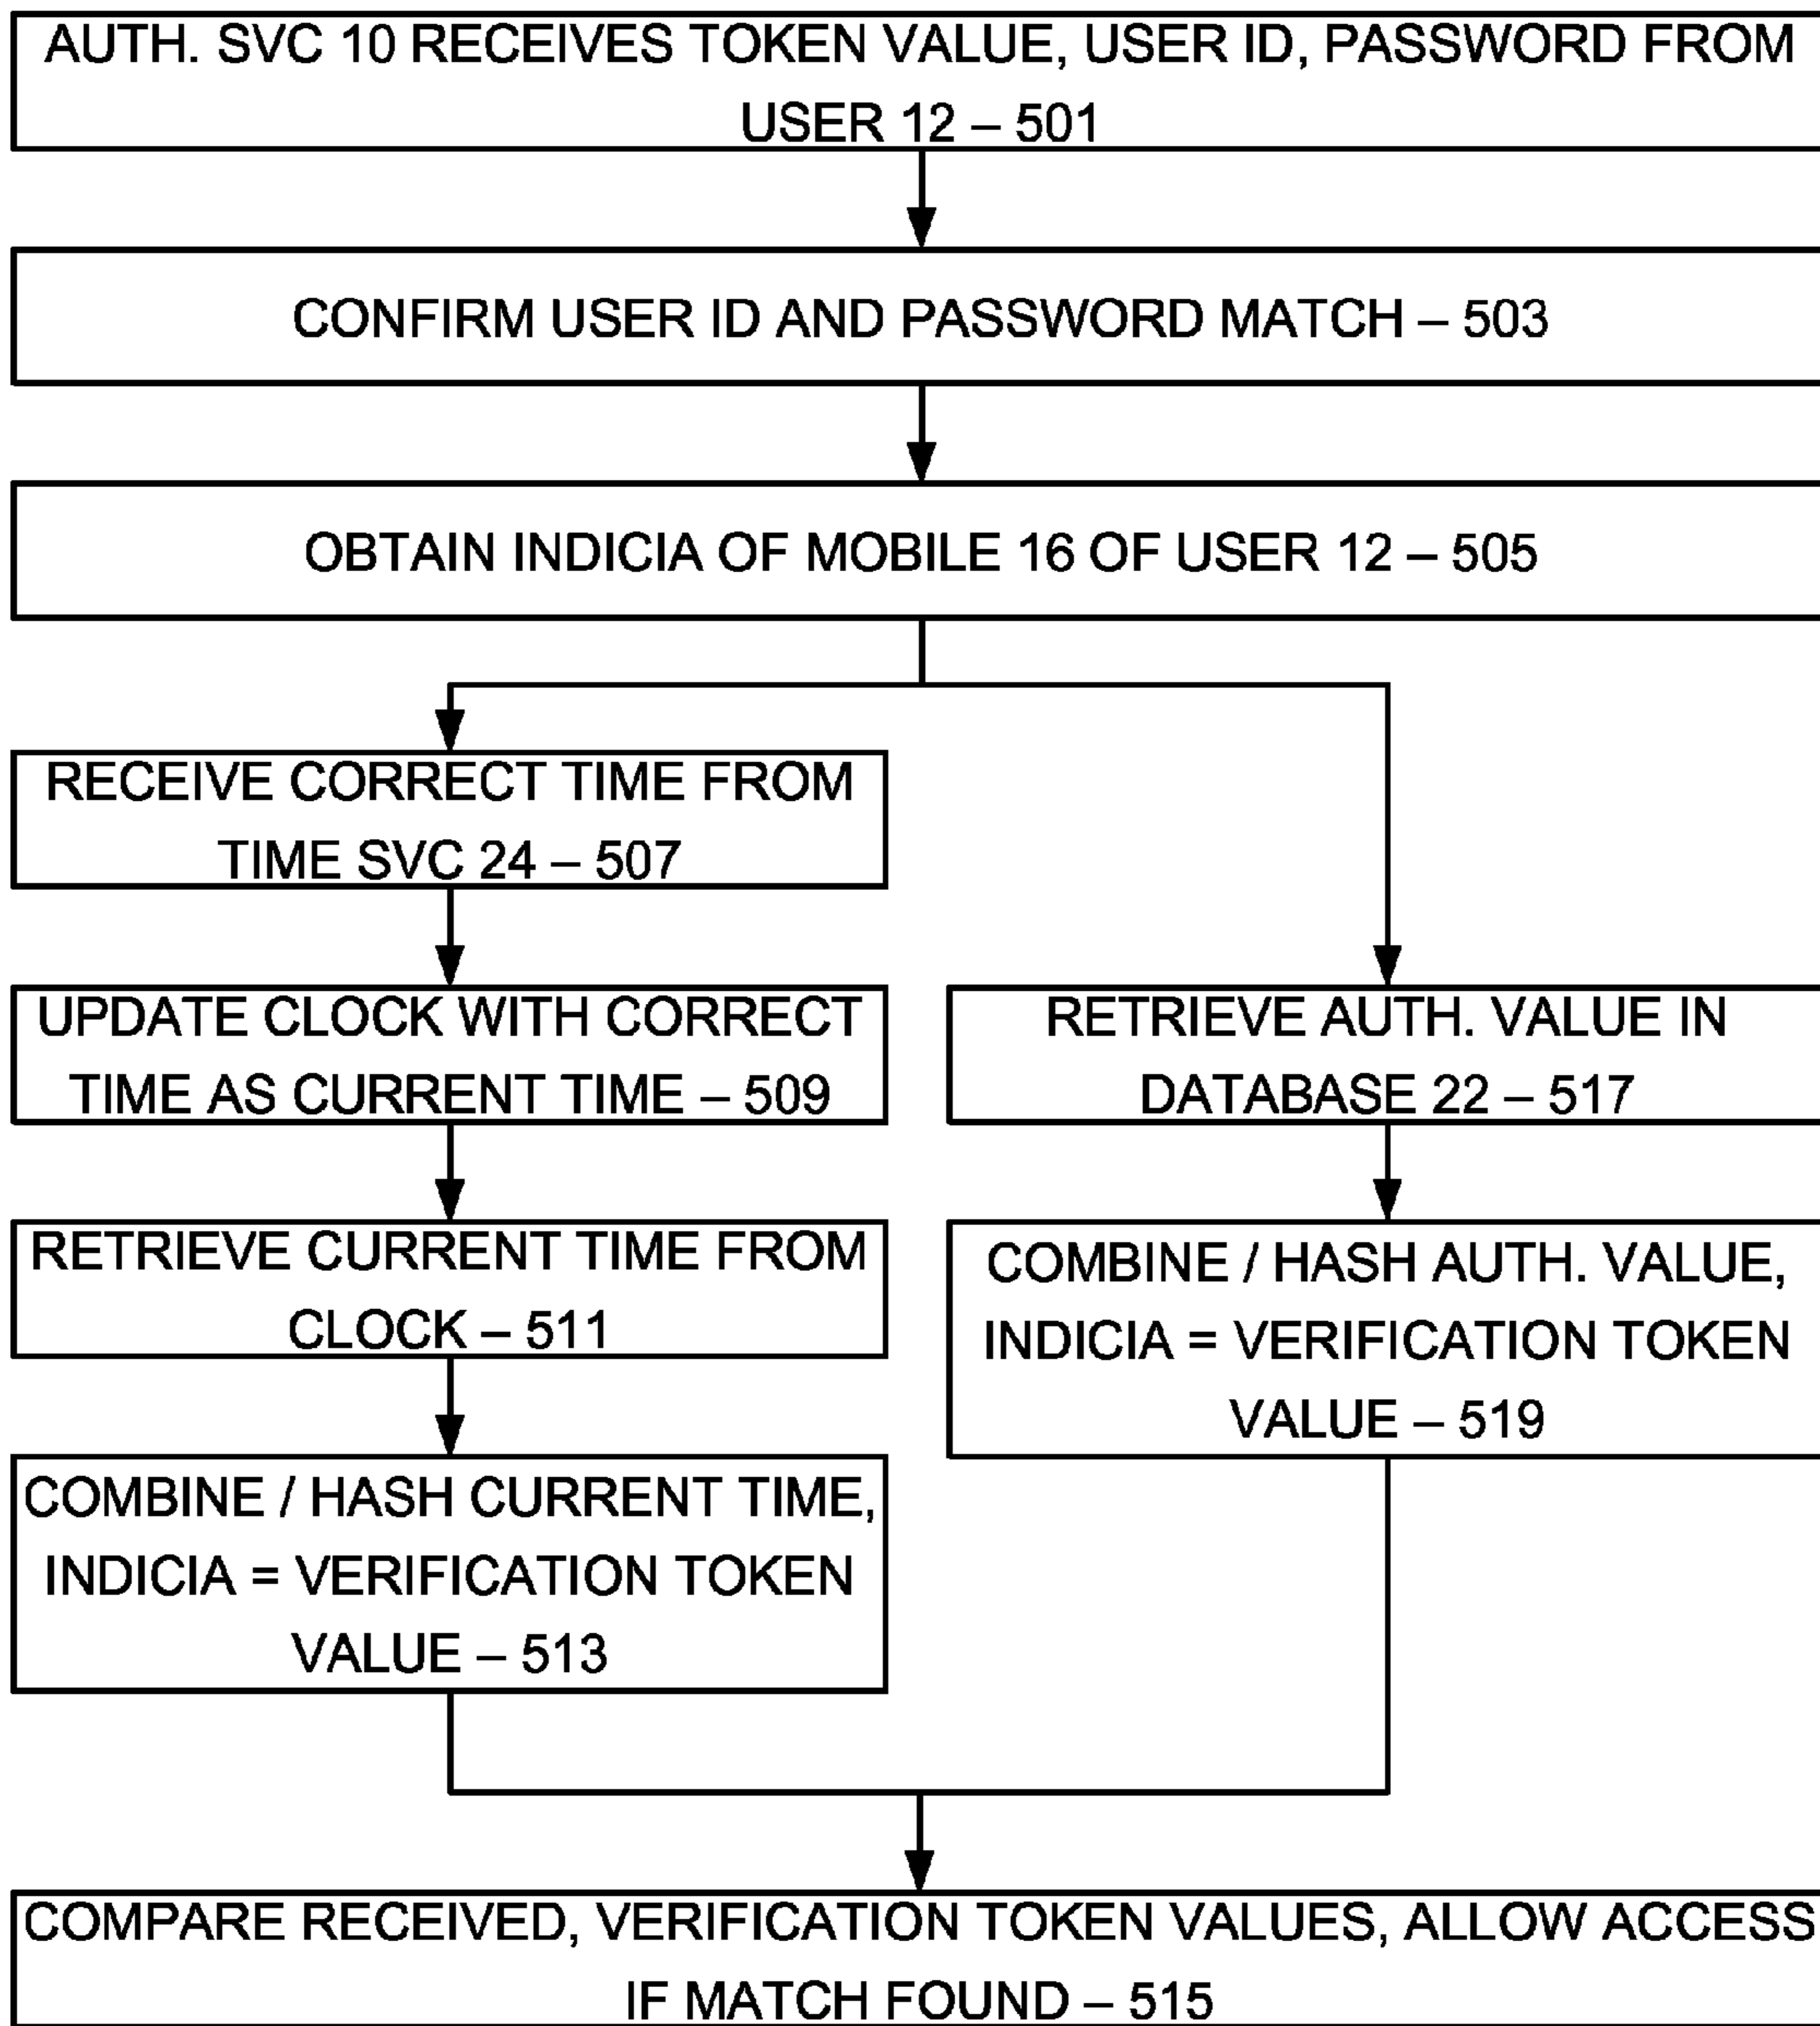 AUTH. SVC 10 RECEIVES TOKEN VALUE, USER ID, PASSWORD FROM
USER 12 – 501
CONFIRM USER ID AND PASSWORD MATCH – 503
OBTAIN INDICIA OF MOBILE 16 OF USER 12 – 505
RECEIVE CORRECT TIME FROM
TIME SVC 24 – 507
UPDATE CLOCK WITH CORRECT
TIME AS CURRENT TIME – 509
RETRIEVE CURRENT TIME FROM
CLOCK – 511
COMBINE / HASH CURRENT TIME,
INDICIA = VERIFICATION TOKEN
VALUE – 513
RETRIEVE AUTH. VALUE IN
DATABASE 22 – 517
COMBINE / HASH AUTH. VALUE,
INDICIA = VERIFICATION TOKEN
VALUE – 519
COMPARE RECEIVED, VERIFICATION TOKEN VALUES, ALLOW ACCESS
IF MATCH FOUND – 515